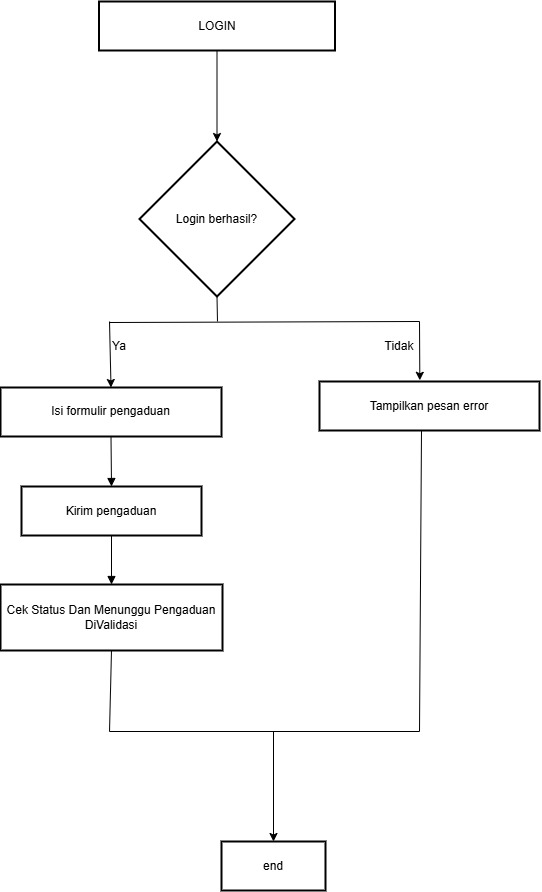 LOGIN
Login berhasil?
Ya
Tidak
Isi formulir pengaduan
Tampilkan pesan error
Kirim pengaduan
Cek Status Dan Menunggu Pengaduan
DiValidasi
end